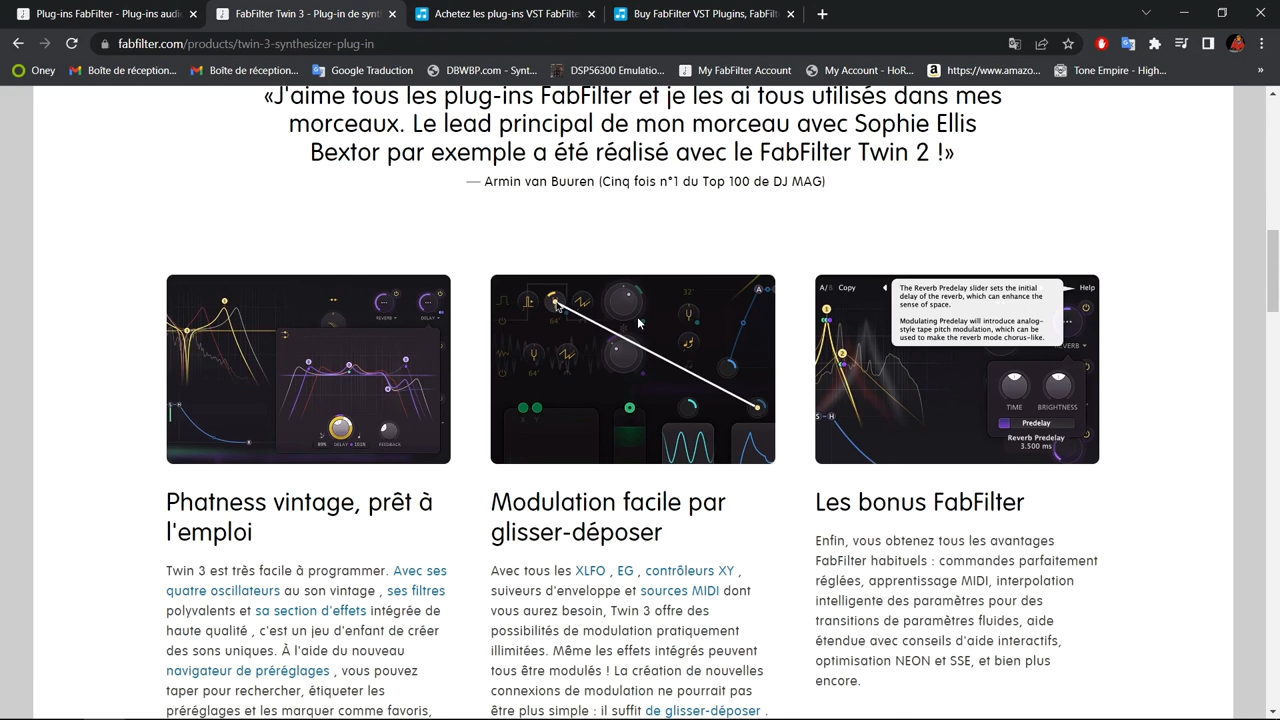 Plug-ins FabFilter - Plug-ins audi
FabFilter Twin 3 - Plug-in de synt
Achetez les plug-ins VST FabFilte
Buy FabFilter VST Plugins, FabFilt
fabfilter.com/products/twin-3-synthesizer-plug-in
Oney
Boîte de réception...
Boîte de réception...
Google Traduction
DBWBP.com - Synt...
DSP56300 Emulatio...
My FabFilter Account
My Account - HoR...
https://www.amazo...
Tone Empire - High...
»
«J'aime tous les plug-ins FabFilter et je les ai tous utilisés dans mes
morceaux. Le lead principal de mon morceau avec Sophie Ellis
Bextor par exemple a été réalisé avec le FabFilter Twin 2 !»
— Armin van Buuren (Cinq fois n°1 du Top 100 de DJ MAG)
REVERB
DELAY
DELAY
FEEDBACK
32'
64'
64'
X Y
A
A/B Copy
Help
The Reverb Predelay slider sets the initial
delay of the reverb, which can enhance the
sense of space.
Modulating Predelay will introduce analog-
style tape pitch modulation, which can be
used to make the reverb mode chorus-like.
1
2
REVERB
S H
TIME
BRIGHTNESS
Predelay
Reverb Predelay
3.500 ms
Phatness vintage, prêt à
l'emploi
Twin 3 est très facile à programmer. Avec ses
quatre oscillateurs au son vintage , ses filtres
polyvalents et sa section d'effets intégrée de
haute qualité , c'est un jeu d'enfant de créer
des sons uniques. À l'aide du nouveau
navigateur de préréglages , vous pouvez
taper pour rechercher, étiqueter les
préréglages et les marquer comme favoris,
Modulation facile par
glisser-déposer
Avec tous les XLFO , EG , contrôleurs XY ,
suiveurs d'enveloppe et sources MIDI dont
vous aurez besoin, Twin 3 offre des
possibilités de modulation pratiquement
illimitées. Même les effets intégrés peuvent
tous être modulés ! La création de nouvelles
connexions de modulation ne pourrait pas
être plus simple : il suffit de glisser-déposer .
Les bonus FabFilter
Enfin, vous obtenez tous les avantages
FabFilter habituels : commandes parfaitement
réglées, apprentissage MIDI, interpolation
intelligente des paramètres pour des
transitions de paramètres fluides, aide
étendue avec conseils d'aide interactifs,
optimisation NEON et SSE, et bien plus
encore.